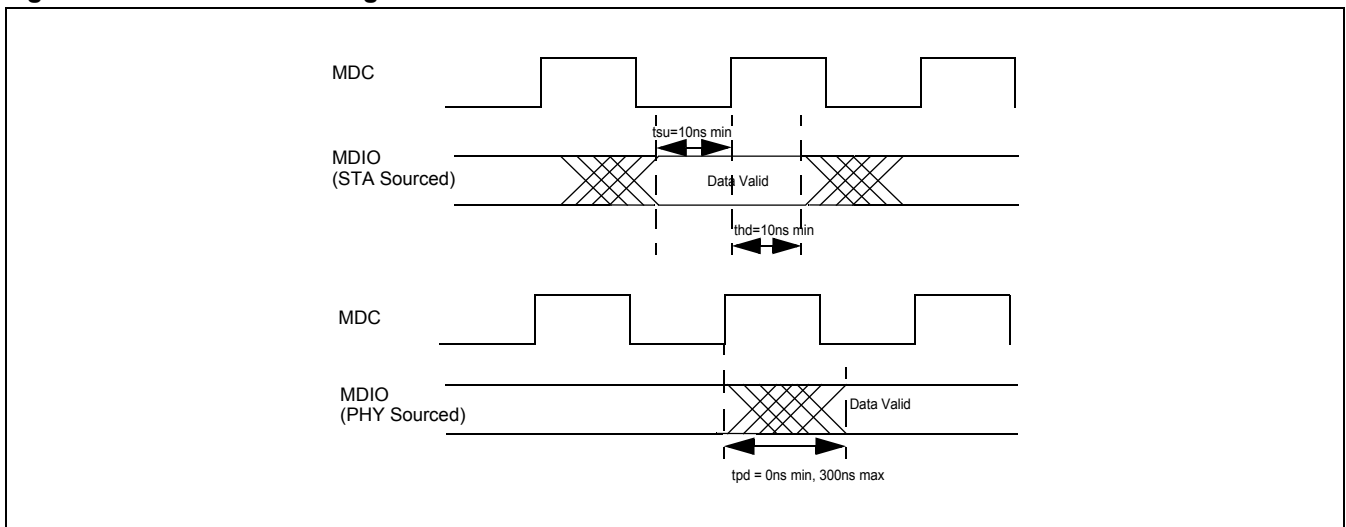 MDC
tsu=10ns min
MDIO
(STA Sourced)
Data Valid
thd=10ns min
MDC
MDIO
(PHY Sourced)
Data Valid
tpd = 0ns min, 300ns max